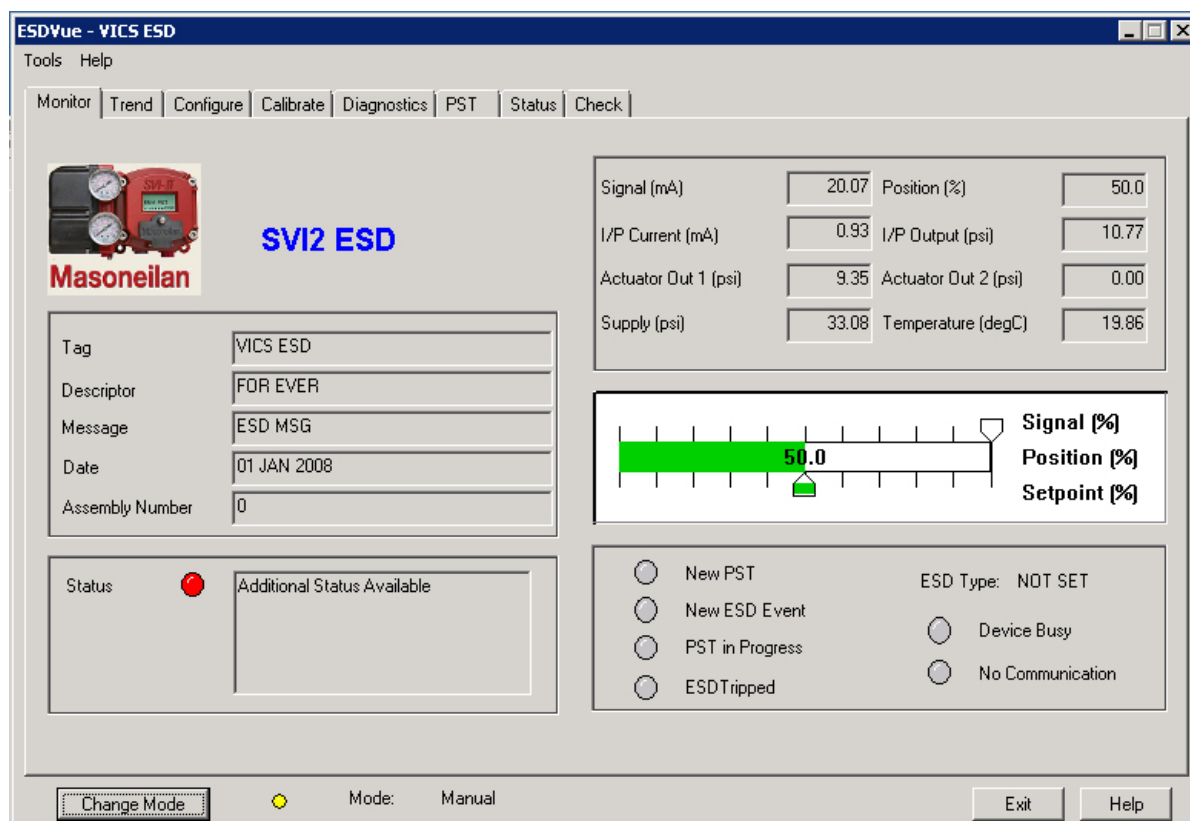 ESDVue - VICS ESD
Tools Help
Monitor Trend Configure Calibrate Diagnostics PST Status Check
SVI-II
Masoneilan
SVI2 ESD
Signal (mA) 20.07 Position (%) 50.0
I/P Current (mA) 0.93 I/P Output (psi) 10.77
Actuator Out 1 (psi) 9.35 Actuator Out 2 (psi) 0.00
Supply (psi) 33.08 Temperature (degC) 19.86
Tag VICS ESD
Descriptor FOR EVER
Message ESD MSG
Date 01 JAN 2008
Assembly Number 0
Signal (%)
50.0 Position (%)
Setpoint (%)
Status Additional Status Available
New PST
New ESD Event
PST in Progress
ESDTripped
ESD Type: NOT SET
Device Busy
No Communication
Change Mode Mode: Manual Exit Help